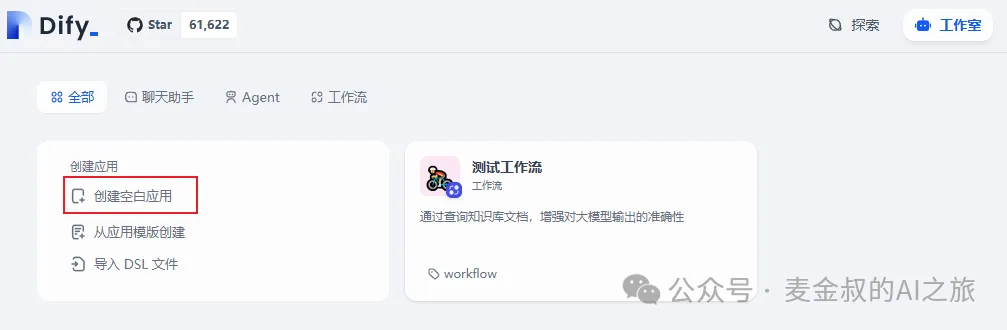 Dify_ Star 61,622 探索 工作室
全部 聊天助手 Agent 工作流
创建应用
创建空白应用
从应用模版创建
导入 DSL 文件
测试工作流
工作流
通过查询知识库文档，增强对大模型输出的准确性
workflow
公众号 · 麦金叔的AI之旅